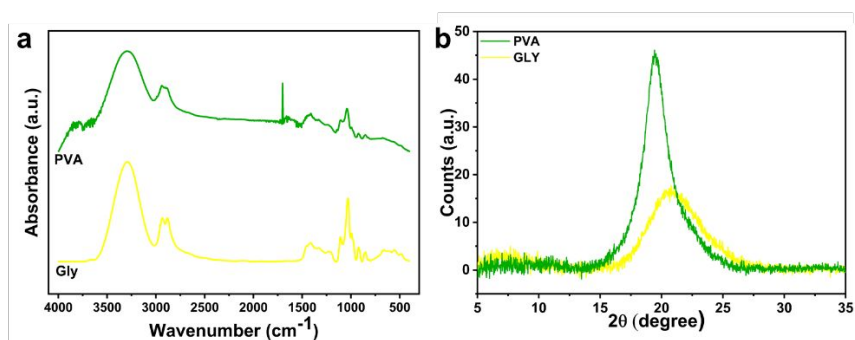 a
Absorbance (a.u.)
PVA
Gly
4000 3500 3000 2500 2000 1500 1000 500
Wavenumber (cm⁻¹)
b
PVA
GLY
Counts (a.u.)
50
40
30
20
10
0
5 10 15 20 25 30 35
2θ (degree)